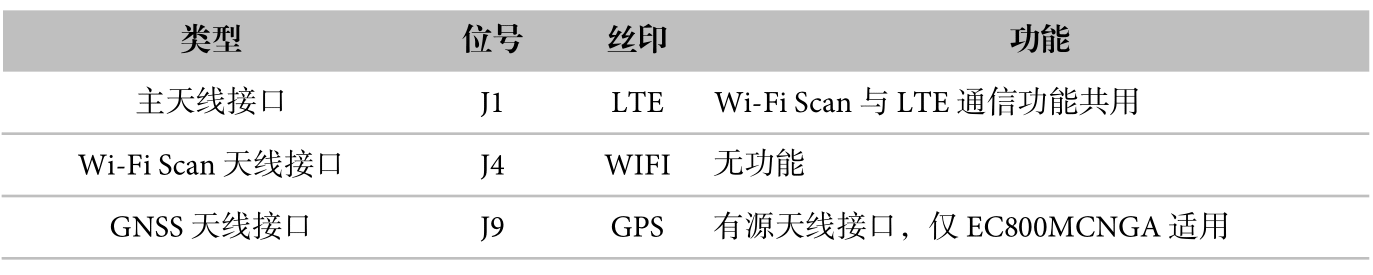 类型 位号 丝印 功能
主天线接口 J1 LTE Wi-Fi Scan 与 LTE 通信功能共用
Wi-Fi Scan 天线接口 J4 WIFI 无功能
GNSS 天线接口 J9 GPS 有源天线接口，仅 EC800MCNGA 适用